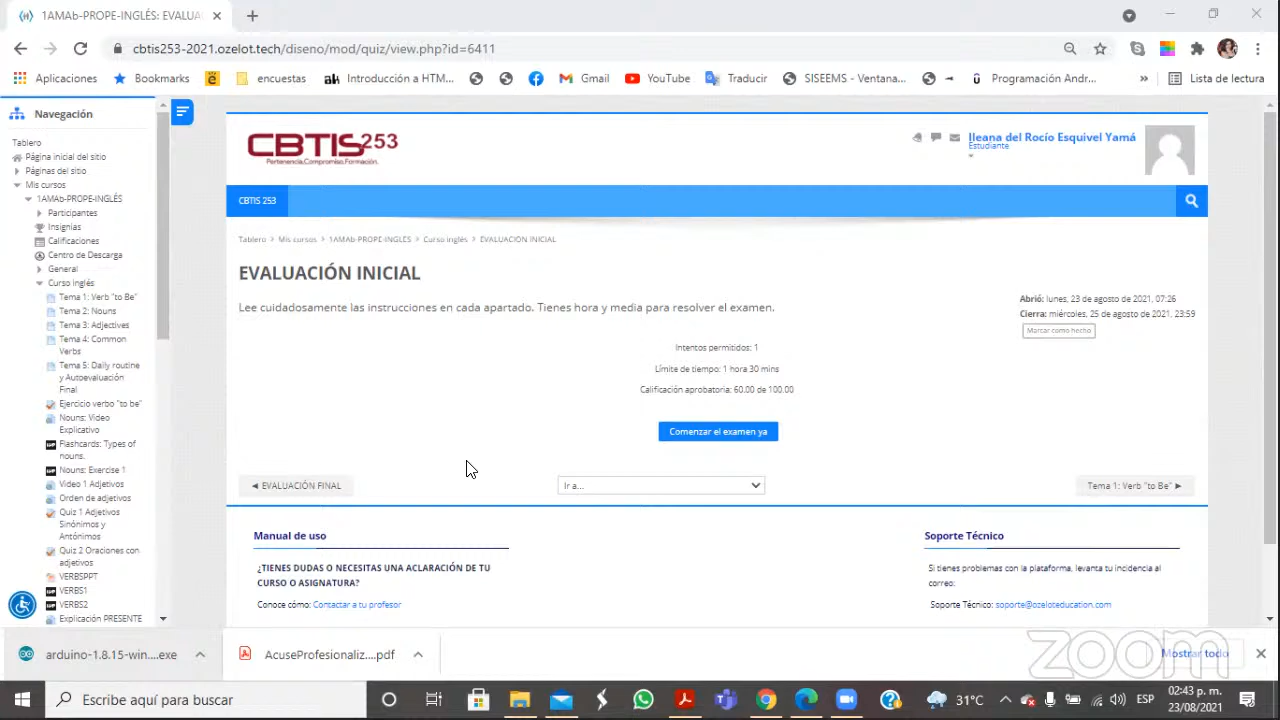 1AMAb-PROPE-INGLÉS: EVALUA
cbtis253-2021.ozelot.tech/diseno/mod/quiz/view.php?id=6411
Aplicaciones
Bookmarks
encuestas
Introducción a HTM...
Gmail
YouTube
Traducir
SISEEMS - Ventana...
Programación Andr...
»
Lista de lectura
Navegación
Tablero
Página inicial del sitio
Páginas del sitio
Mis cursos
1AMAb-PROPE-INGLÉS
Participantes
Insignias
Calificaciones
Centro de Descarga
General
Curso inglés
Tema 1: Verb "to Be"
Tema 2: Nouns
Tema 3: Adjectives
Tema 4: Common
Verbs
Tema 5: Daily routine
y Autoevaluación
Final
Ejercicio verbo "to be"
Nouns: Video
Explicativo
Flashcards: Types of
nouns.
Nouns: Exercise 1
Video 1 Adjetivos
Orden de adjetivos
Quiz 1 Adjetivos
Sinónimos y
Antónimos
Quiz 2 Oraciones con
adjetivos
VERBSPPT
VERBS1
VERBS2
Explicación PRESENTE
CBTIS253
Pertenencia,Compromiso,Formación.
Ileana del Rocío Esquivel Yamá
Estudiante
CBTIS 253
Tablero > Mis cursos > 1AMAb-PROPE-INGLÉS > Curso inglés > EVALUACIÓN INICIAL
EVALUACIÓN INICIAL
Lee cuidadosamente las instrucciones en cada apartado. Tienes hora y media para resolver el examen.
Abrió: lunes, 23 de agosto de 2021, 07:26
Cierra: miércoles, 25 de agosto de 2021, 23:59
Marcar como hecho
Intentos permitidos: 1
Límite de tiempo: 1 hora 30 mins
Calificación aprobatoria: 60.00 de 100.00
Comenzar el examen ya
◄ EVALUACIÓN FINAL
Ir a...
Tema 1: Verb "to Be" ►
Manual de uso
¿TIENES DUDAS O NECESITAS UNA ACLARACIÓN DE TU
CURSO O ASIGNATURA?
Conoce cómo: Contactar a tu profesor
Soporte Técnico
Si tienes problemas con la plataforma, levanta tu incidencia al
correo:
Soporte Técnico: soporte@ozeloteducation.com
arduino-1.8.15-win....exe
AcuseProfesionaliz....pdf
Mostrar todo
zoom
Escribe aquí para buscar
31°C
ESP
02:43 p. m.
23/08/2021